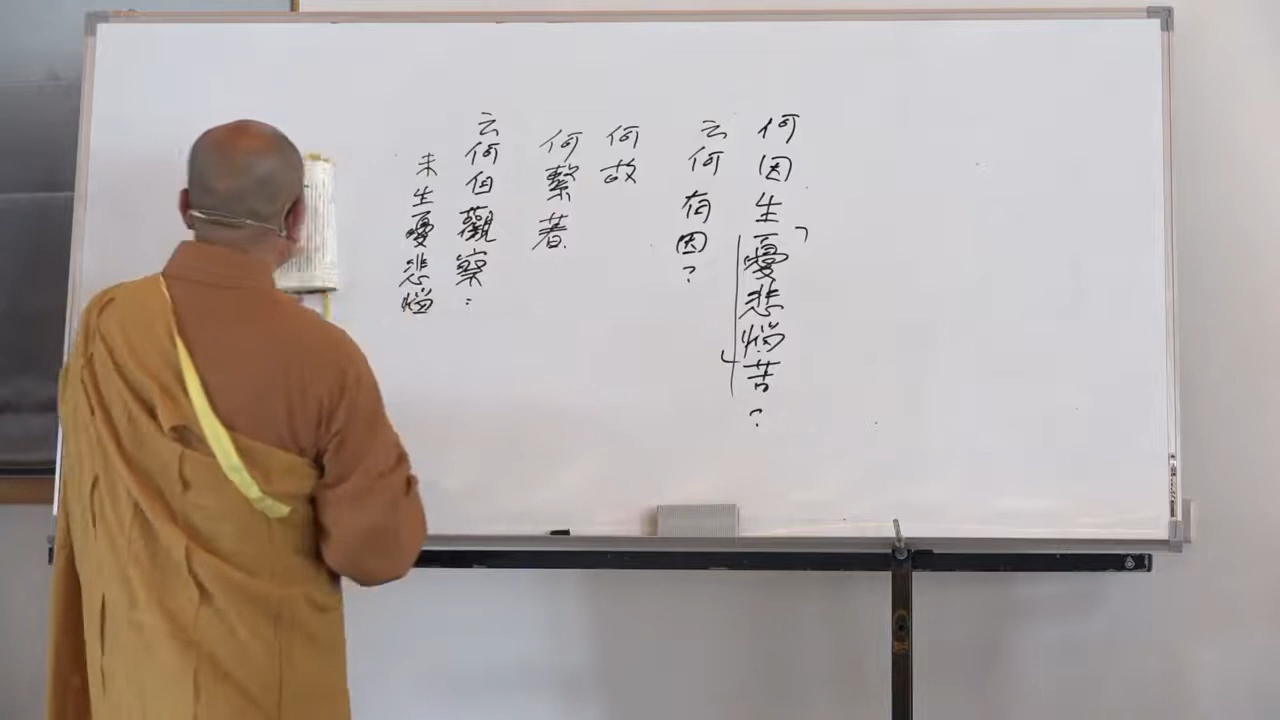 何因生憂悲惱苦？
云何有因？
何故
何繫著
云何自觀察：
未生憂悲惱